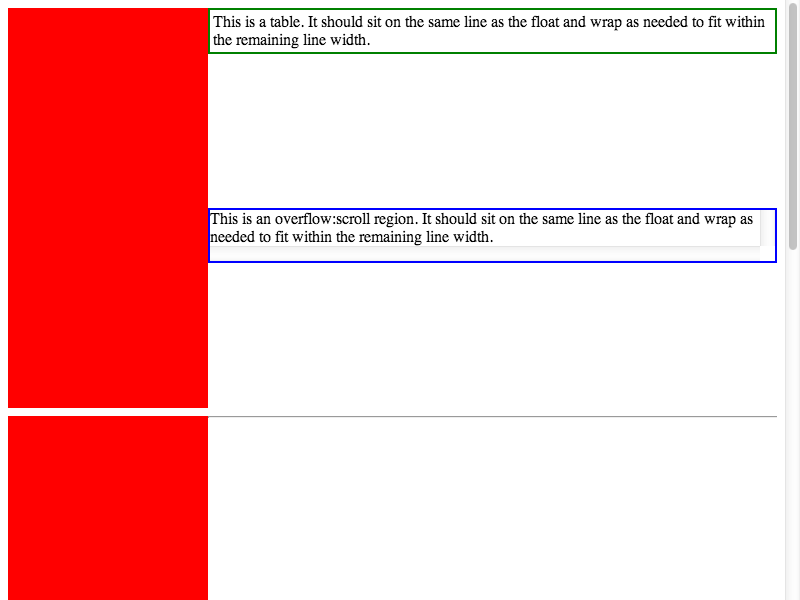 This is a table. It should sit on the same line as the float and wrap as needed to fit within
the remaining line width.
This is an overflow:scroll region. It should sit on the same line as the float and wrap as
needed to fit within the remaining line width.